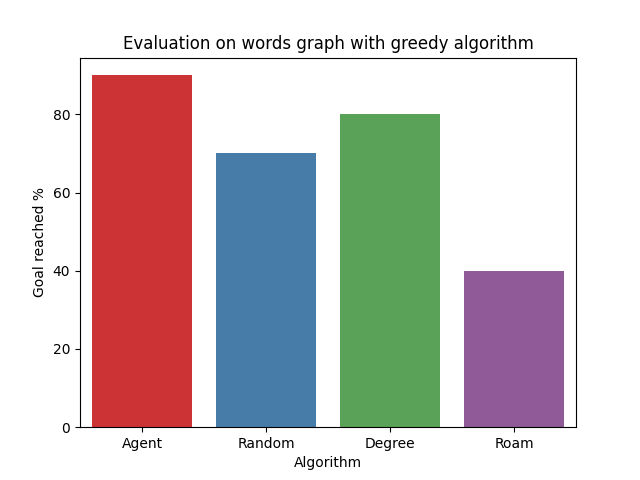 Evaluation on words graph with greedy algorithm
Goal reached %
80
60
40
20
0
Agent Random Degree Roam
Algorithm